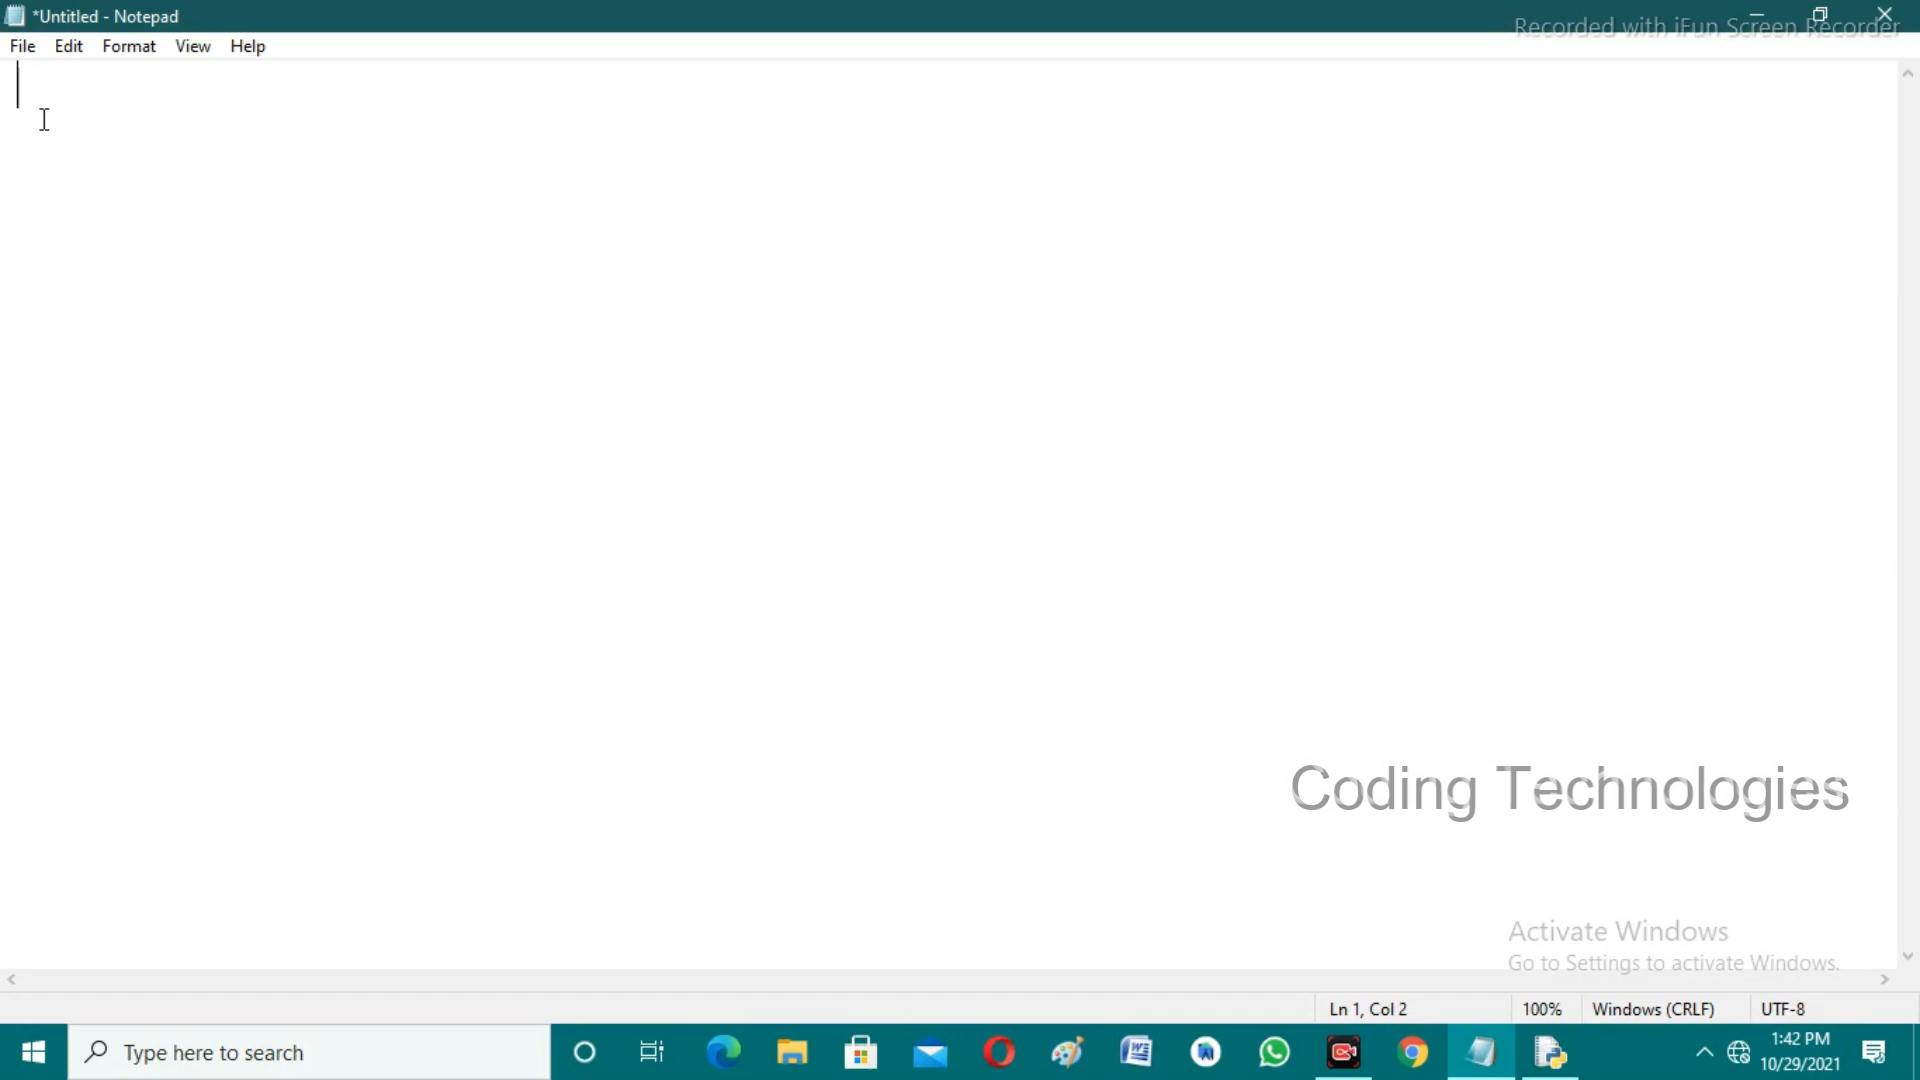 *Untitled - Notepad
Recorded with iFun Screen Recorder
File Edit Format View Help
Coding Technologies
Activate Windows
Go to Settings to activate Windows.
Ln 1, Col 2 100% Windows (CRLF) UTF-8
Type here to search
1:42 PM
10/29/2021